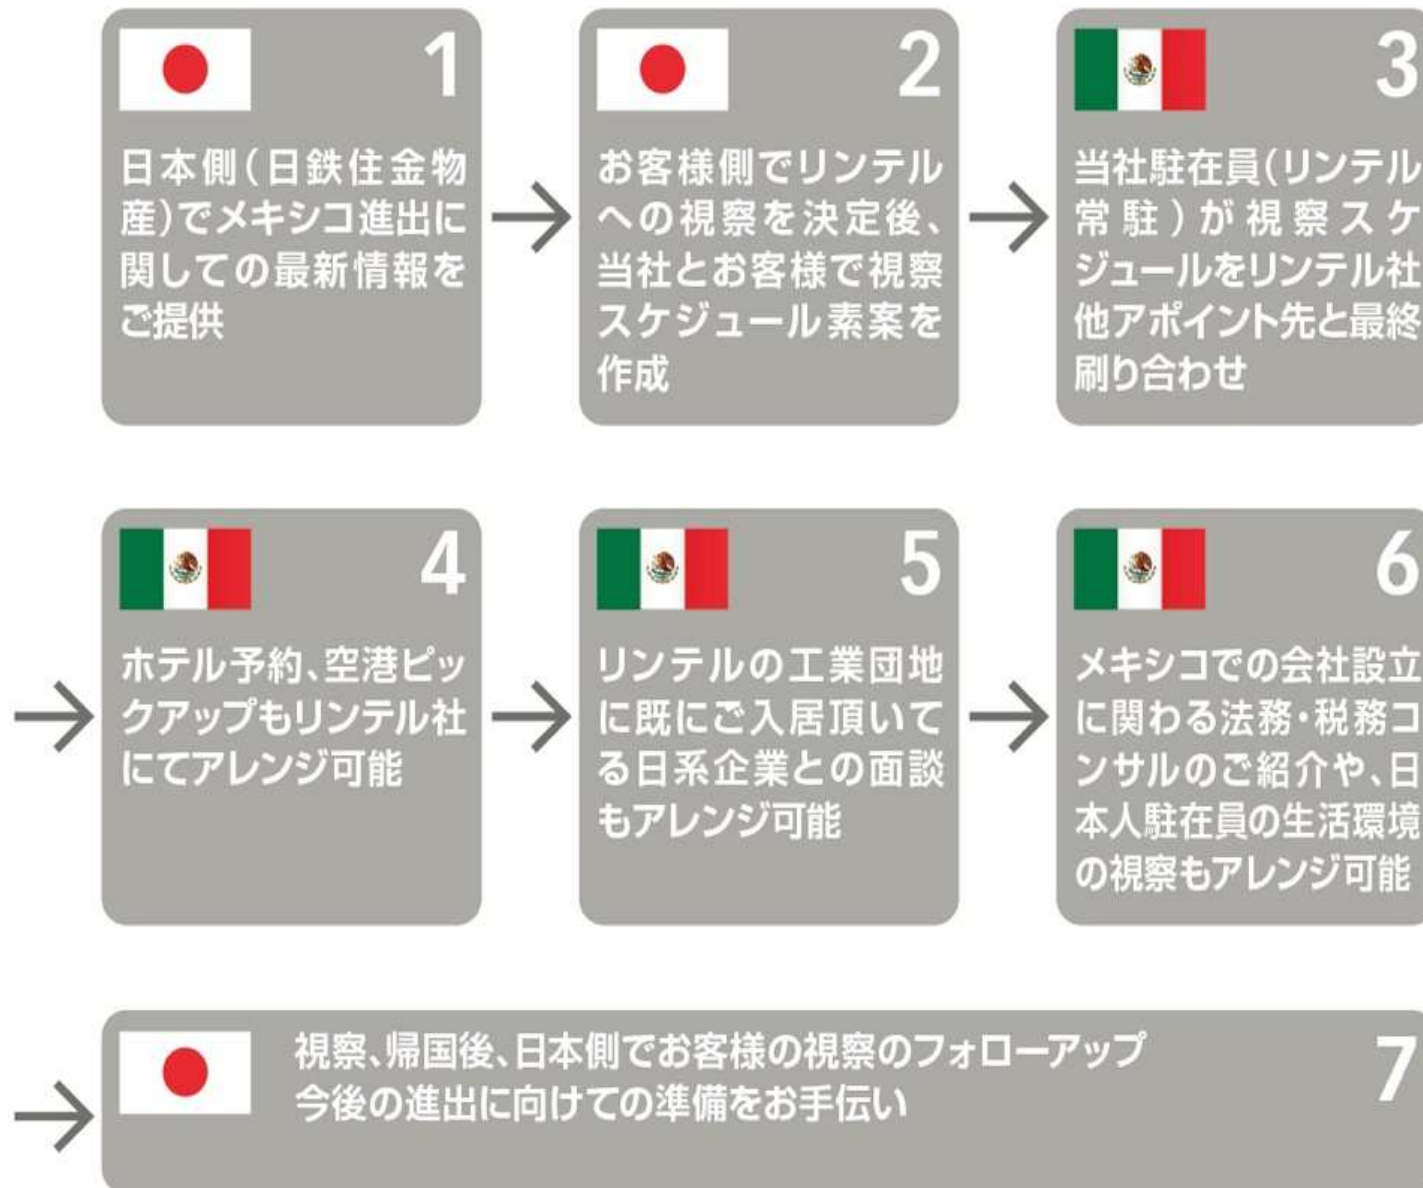 1
日本側(日鉄住金物
産)でメキシコ進出に
関しての最新情報を
ご提供
2
お客様側でリンテル
への視察を決定後、
当社とお客様で視察
スケジュール素案を
作成
3
当社駐在員(リンテル
常駐)が視察スケ
ジュールをリンテル社
他アポイント先と最終
刷り合わせ
4
ホテル予約、空港ピッ
クアップもリンテル社
にてアレンジ可能
5
リンテルの工業団地
に既にご入居頂いて
る日系企業との面談
もアレンジ可能
6
メキシコでの会社設立
に関わる法務・税務コ
ンサルのご紹介や、日
本人駐在員の生活環境
の視察もアレンジ可能
7
視察、帰国後、日本側でお客様の視察のフォローアップ
今後の進出に向けての準備をお手伝い